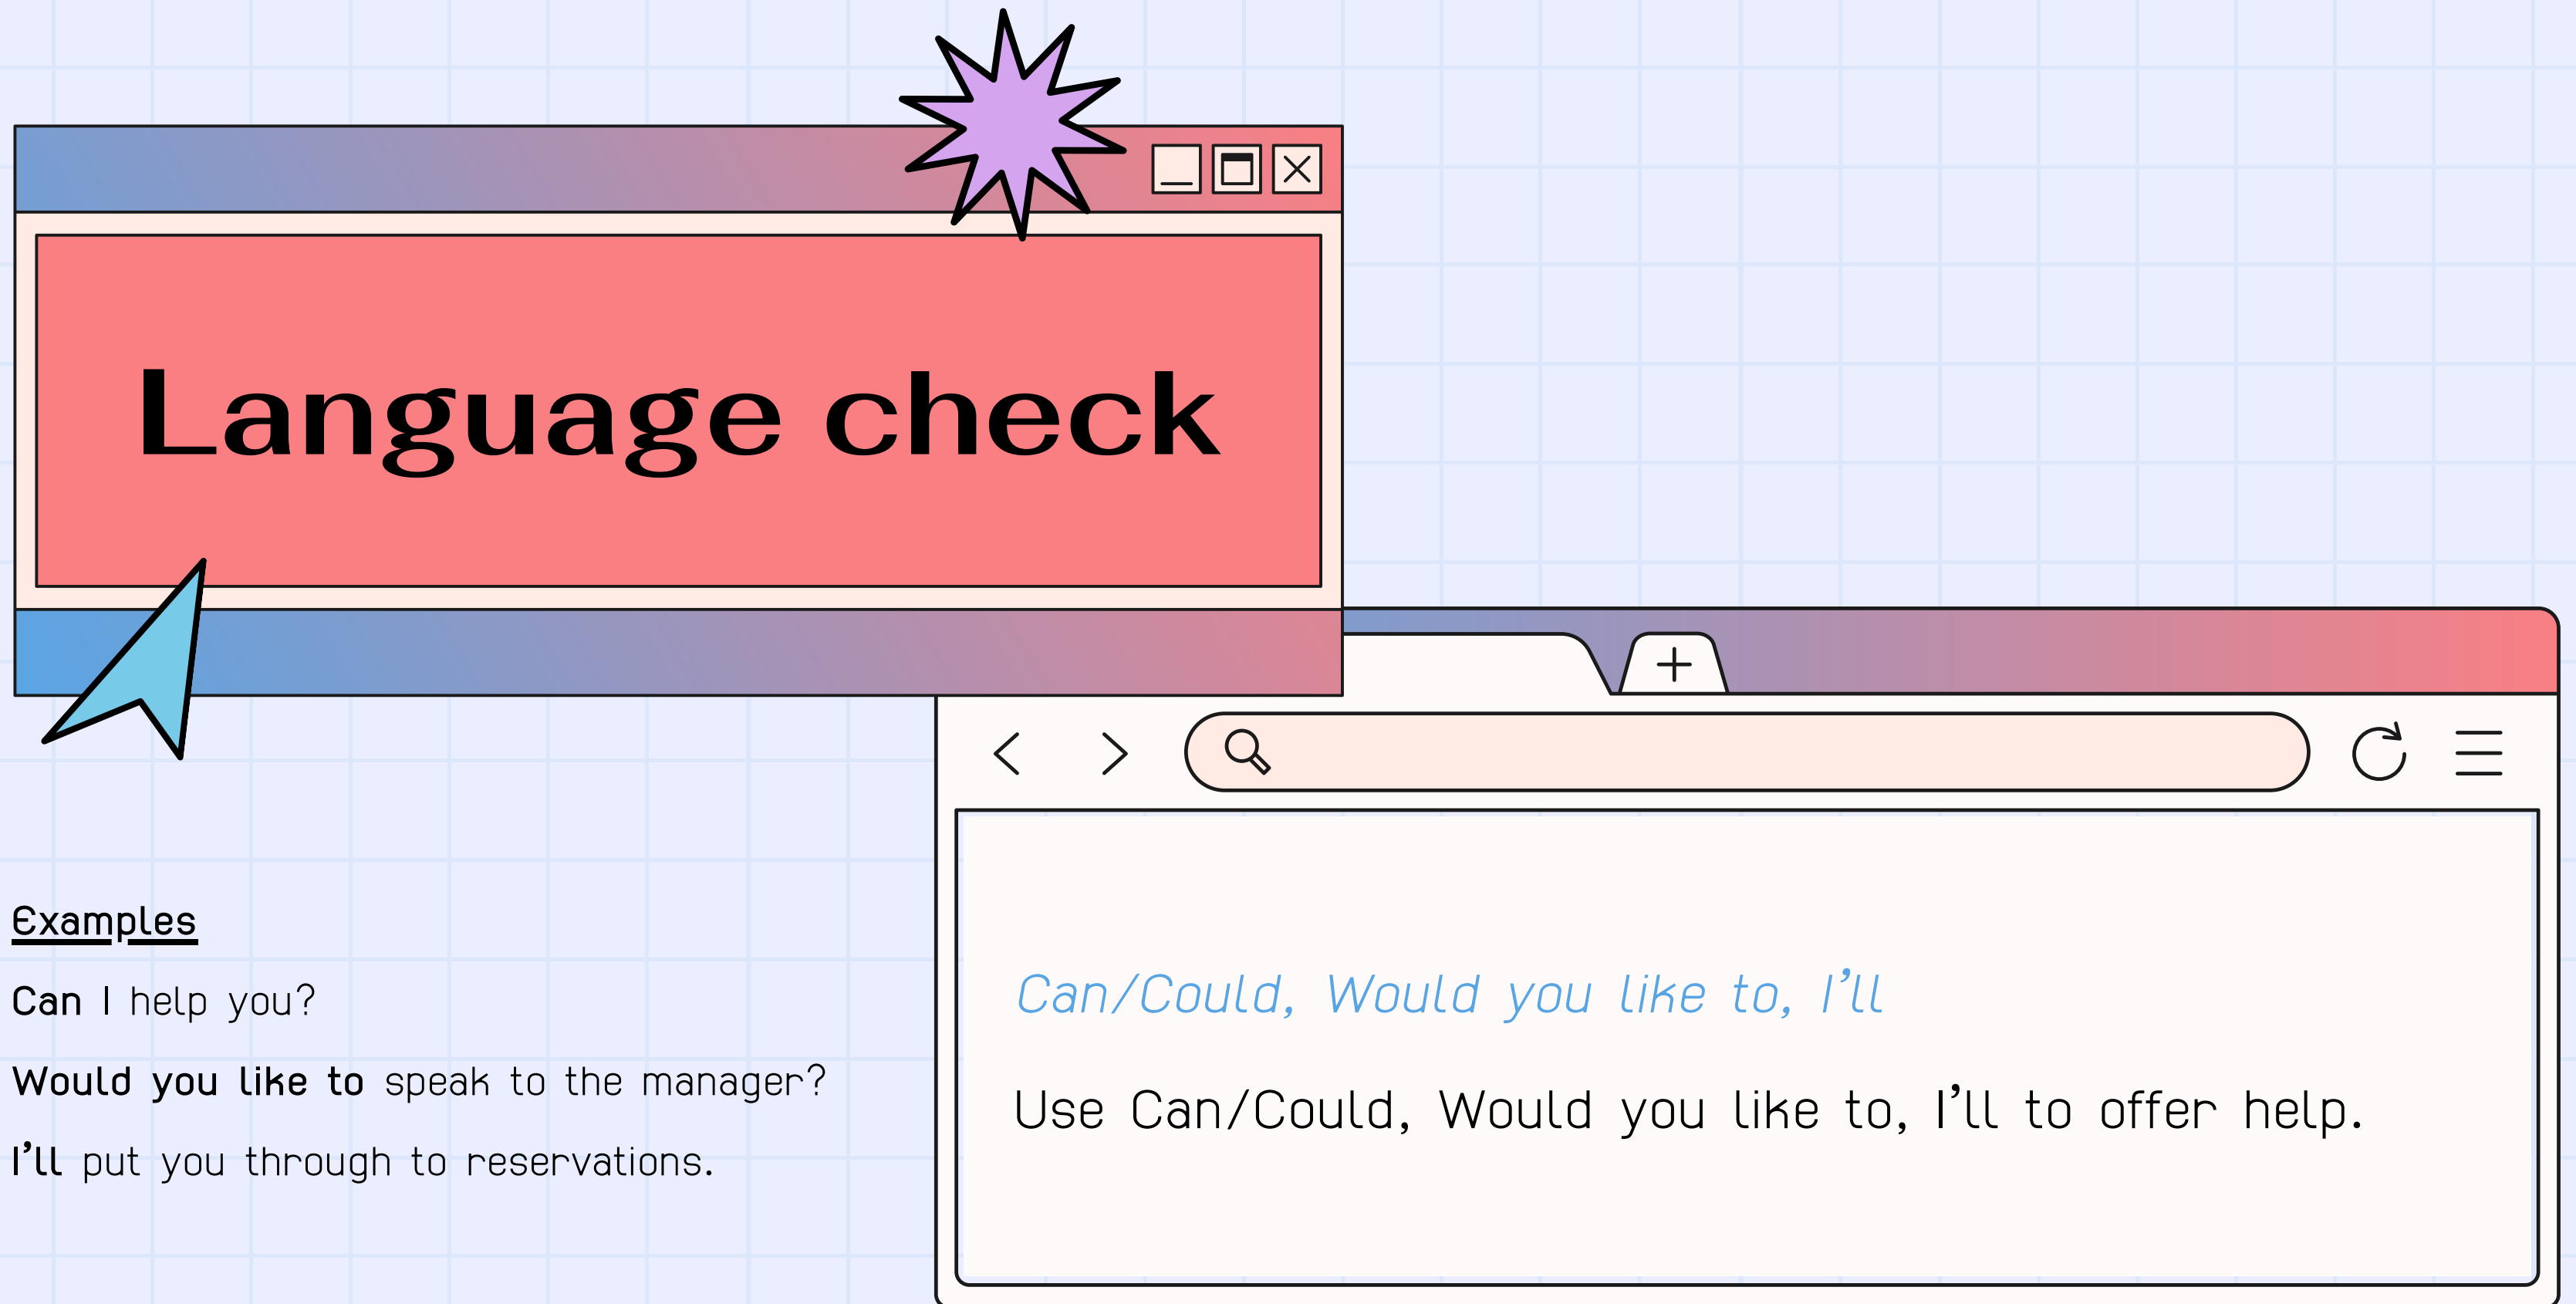 Language check
Examples
Can I help you?
Would you like to speak to the manager?
I’ll put you through to reservations.
Can/Could, Would you like to, I’ll
Use Can/Could, Would you like to, I’ll to offer help.